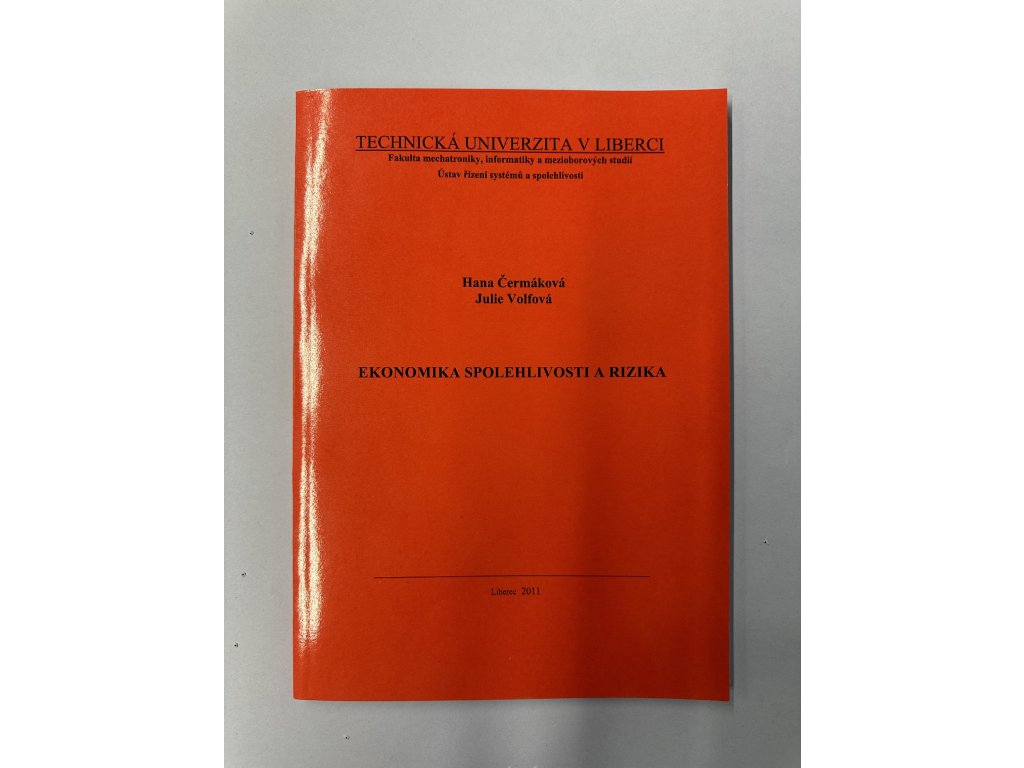 TECHNICKÁ UNIVERZITA V LIBERCI
Fakulta mechatroniky, informatiky a mezioborových studií
Ústav řízení systémů a spolehlivosti
Hana Čermáková
Julie Volfová
EKONOMIKA SPOLEHLIVOSTI A RIZIKA
Liberec 2011